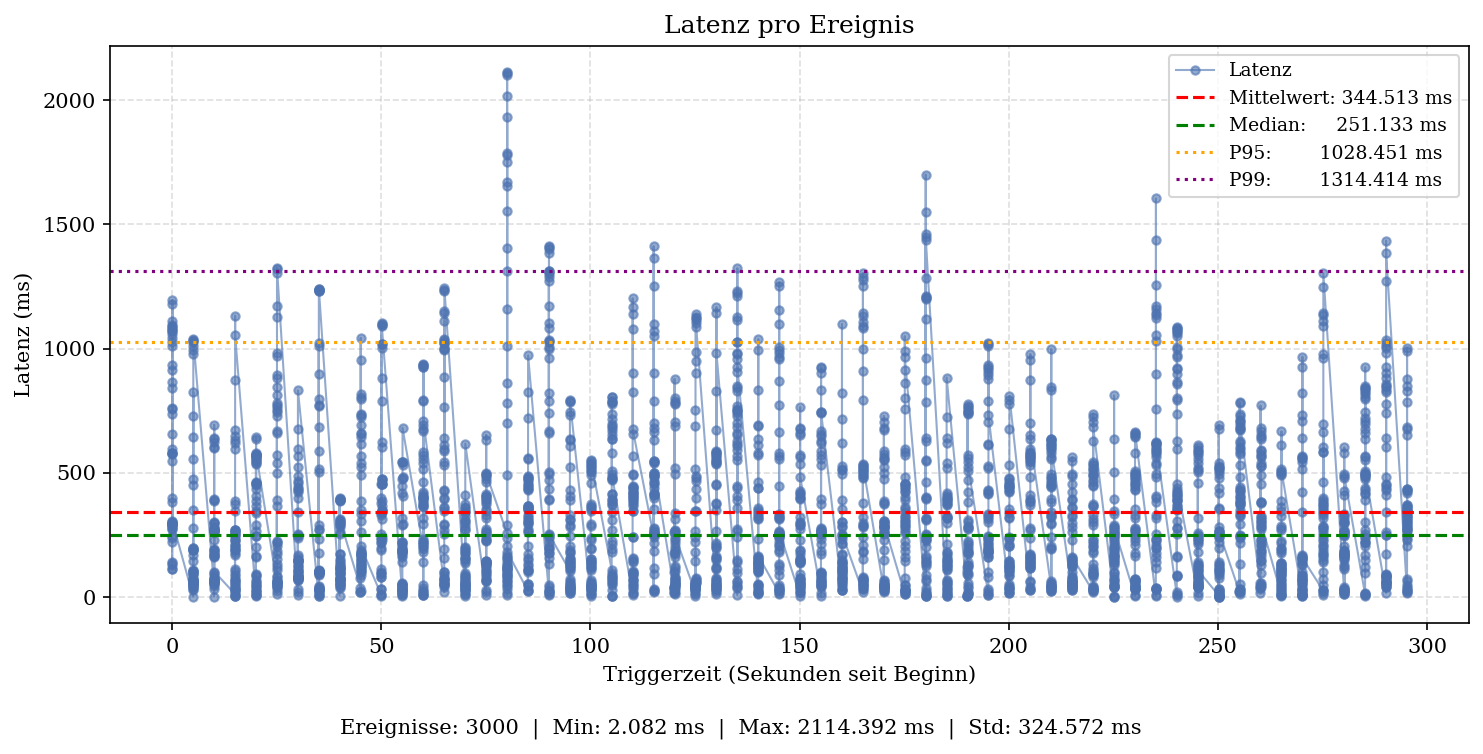 Latenz pro Ereignis
Latenz (ms)
2000
1500
1000
500
0
Latenz
Mittelwert: 344.513 ms
Median: 251.133 ms
P95: 1028.451 ms
P99: 1314.414 ms
0 50 100 150 200 250 300
Triggerzeit (Sekunden seit Beginn)
Ereignisse: 3000 | Min: 2.082 ms | Max: 2114.392 ms | Std: 324.572 ms